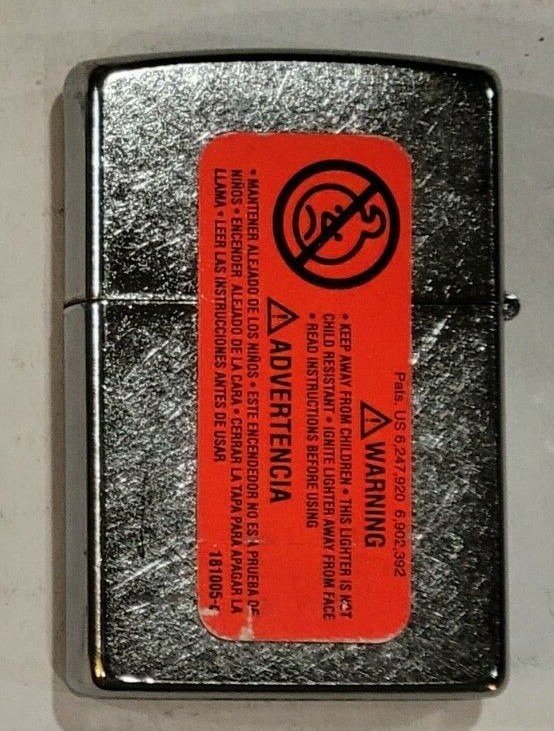 Pats. US 6,247,920 6,902,392
WARNING
• KEEP AWAY FROM CHILDREN • THIS LIGHTER IS NOT
CHILD RESISTANT • IGNITE LIGHTER AWAY FROM FACE
• READ INSTRUCTIONS BEFORE USING
ADVERTENCIA
• MANTENER ALEJADO DE LOS NIÑOS • ESTE ENCENDEDOR NO ES A PRUEBA DE
NIÑOS • ENCENDER ALEJADO DE LA CARA • CERRAR LA TAPA PARA APAGAR LA
LLAMA • LEER LAS INSTRUCCIONES ANTES DE USAR
181005-